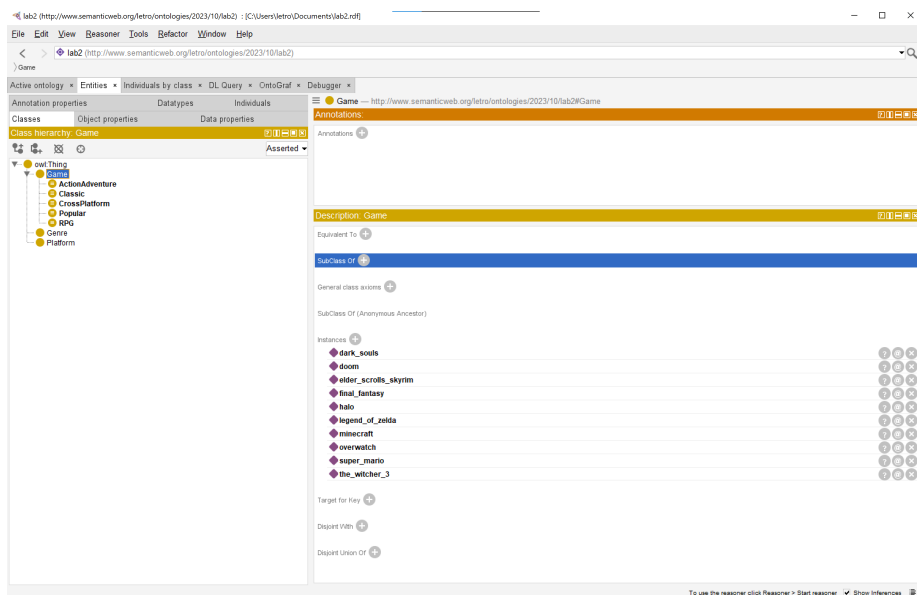 lab2 (http://www.semanticweb.org/letro/ontologies/2023/10/lab2) : [C:\Users\letro\Documents\lab2.rdf]
File Edit View Reasoner Tools Refactor Window Help
lab2 (http://www.semanticweb.org/letro/ontologies/2023/10/lab2)
Game
Active ontology × Entities × Individuals by class × DL Query × OntoGraf × Debugger ×
Annotation properties Datatypes Individuals
Classes Object properties Data properties
Class hierarchy: Game
Asserted
owl:Thing
Game
ActionAdventure
Classic
CrossPlatform
Popular
RPG
Genre
Platform
Game — http://www.semanticweb.org/letro/ontologies/2023/10/lab2#Game
Annotations:
Annotations
Description: Game
Equivalent To
SubClass Of
General class axioms
SubClass Of (Anonymous Ancestor)
Instances
dark_souls
doom
elder_scrolls_skyrim
final_fantasy
halo
legend_of_zelda
minecraft
overwatch
super_mario
the_witcher_3
Target for Key
Disjoint With
Disjoint Union Of
To use the reasoner click Reasoner > Start reasoner Show Inferences